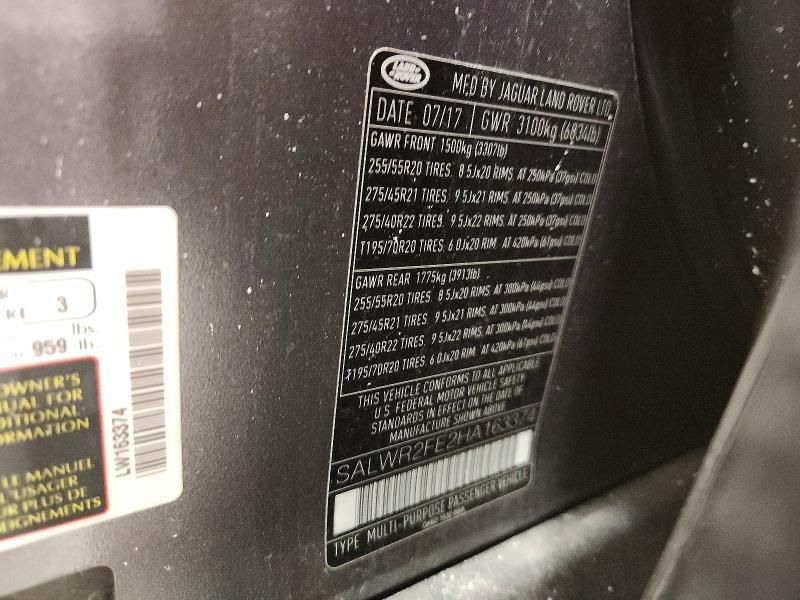 LAND ROVER
MFD BY JAGUAR LAND ROVER LTD
DATE 07/17 GWR 3100kg (6834lb)
GAWR FRONT 1500kg (3307lb)
255/55R20 TIRES. 8 5Jx20 RIMS. AT 250kPa (37psi) COLD
275/45R21 TIRES. 9 5Jx21 RIMS. AT 250kPa (37psi) COLD
275/40R22 TIRES. 9 5Jx22 RIMS. AT 250kPa (37psi) COLD
T195/70R20 TIRES. 6 0Jx20 RIM. AT 420kPa (61psi) COLD
GAWR REAR 1775kg (3913lb)
255/55R20 TIRES. 8 5Jx20 RIMS. AT 300kPa (44psi) COLD
275/45R21 TIRES. 9 5Jx21 RIMS. AT 300kPa (44psi) COLD
275/40R22 TIRES. 9 5Jx22 RIMS. AT 300kPa (44psi) COLD
T195/70R20 TIRES. 6 0Jx20 RIM. AT 420kPa (61psi) COLD
THIS VEHICLE CONFORMS TO ALL APPLICABLE
U.S. FEDERAL MOTOR VEHICLE SAFETY
STANDARDS IN EFFECT ON THE DATE OF
MANUFACTURE SHOWN ABOVE
SALWR2FE2HA163374
TYPE MULTI-PURPOSE PASSENGER VEHICLE
EMENT
3
lbs.
959 lb.
OWNER'S
UAL FOR
DITIONAL
ORMATION
LE MANUEL
'USAGER
UR PLUS DE
EIGNEMENTS
LW163374